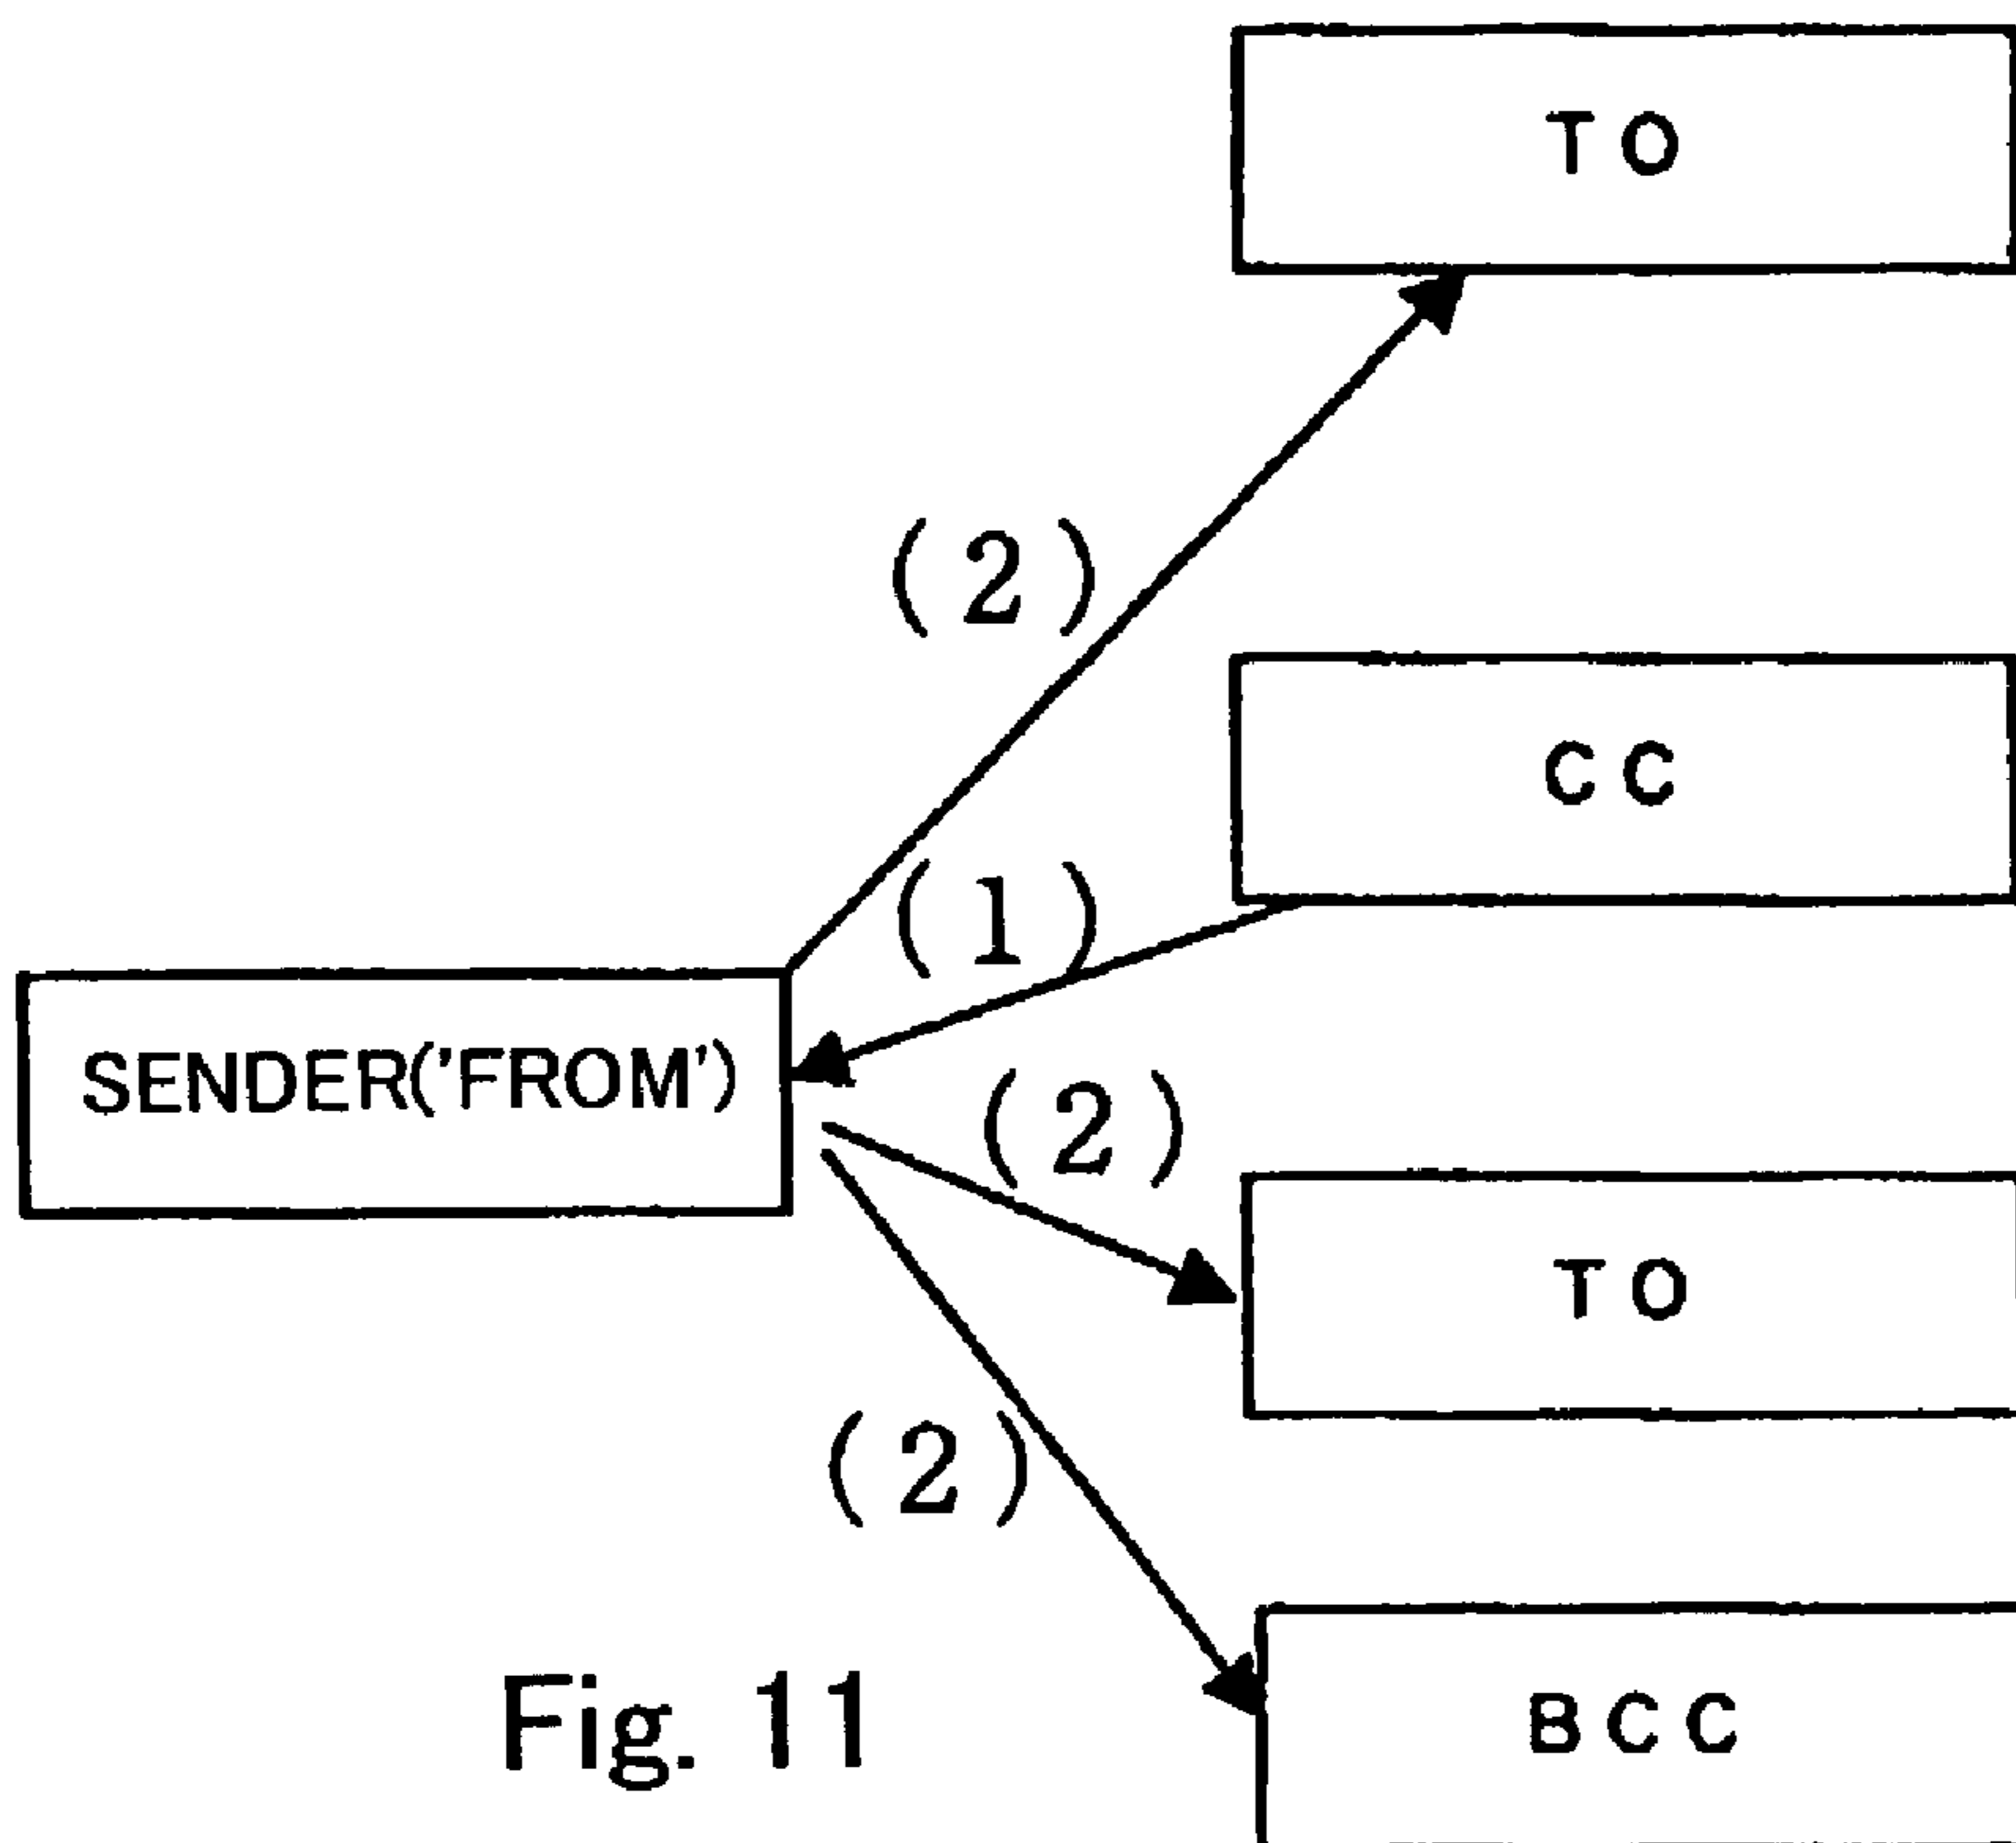 TO
(2)
CC
(1)
SENDER('FROM')
(2)
TO
(2)
BCC
Fig. 11